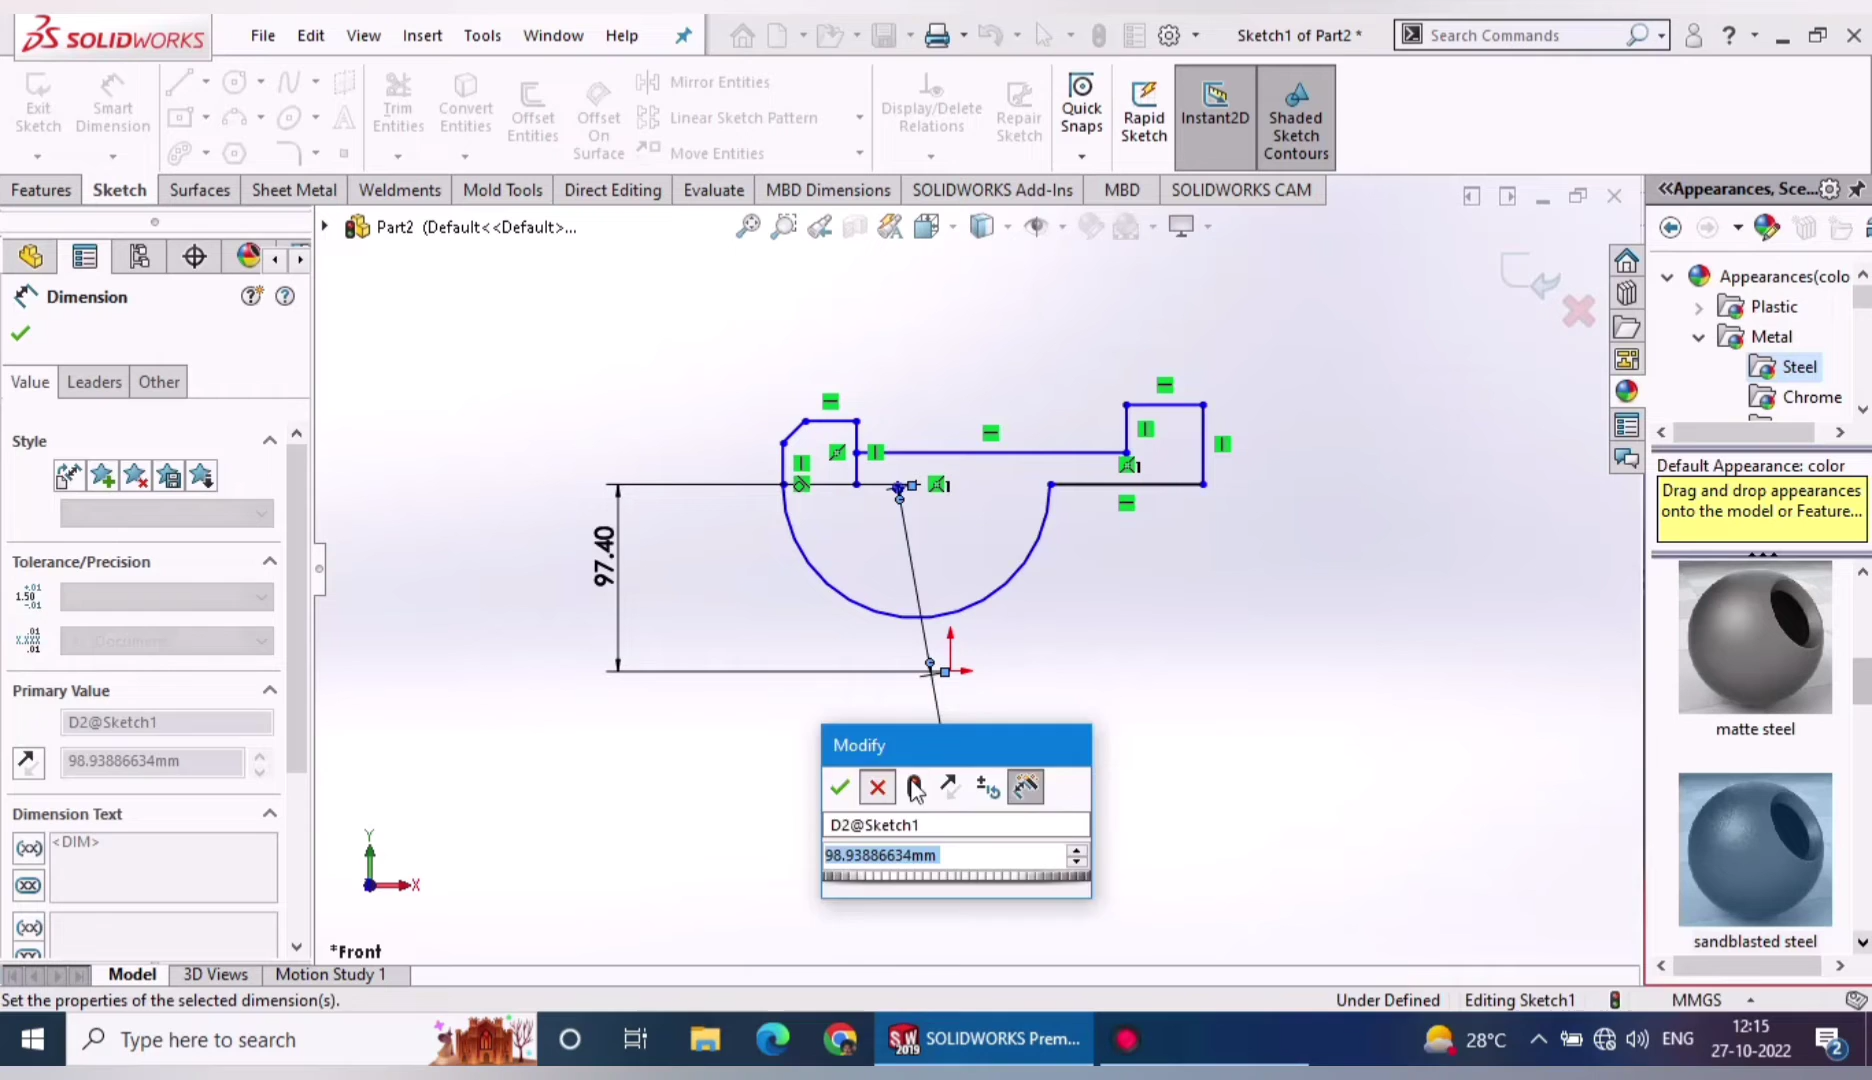 SOLIDWORKS
File Edit View Insert Tools Window Help
Sketch1 of Part2 *
Search Commands
Exit Sketch
Smart Dimension
Trim Entities
Convert Entities
Offset Entities
Offset On Surface
Mirror Entities
Linear Sketch Pattern
Move Entities
Display/Delete Relations
Repair Sketch
Quick Snaps
Rapid Sketch
Instant2D
Shaded Sketch Contours
Features Sketch Surfaces Sheet Metal Weldments Mold Tools Direct Editing Evaluate MBD Dimensions SOLIDWORKS Add-Ins MBD SOLIDWORKS CAM
Part2 (Default<<Default>...
Dimension
Value Leaders Other
Style
Tolerance/Precision
Document
Primary Value
D2@Sketch1
98.93886634mm
Dimension Text
<DIM>
97.40
1
1
Modify
D2@Sketch1
98.93886634mm
Y
X
*Front
<<Appearances, Sce...
Appearances(colo
Plastic
Metal
Steel
Chrome
Default Appearance: color
Drag and drop appearances
onto the model or Feature...
matte steel
sandblasted steel
Model 3D Views Motion Study 1
Set the properties of the selected dimension(s).
Under Defined Editing Sketch1 MMGS
Type here to search
SW 2019
SOLIDWORKS Prem...
28°C
ENG
12:15
27-10-2022
2